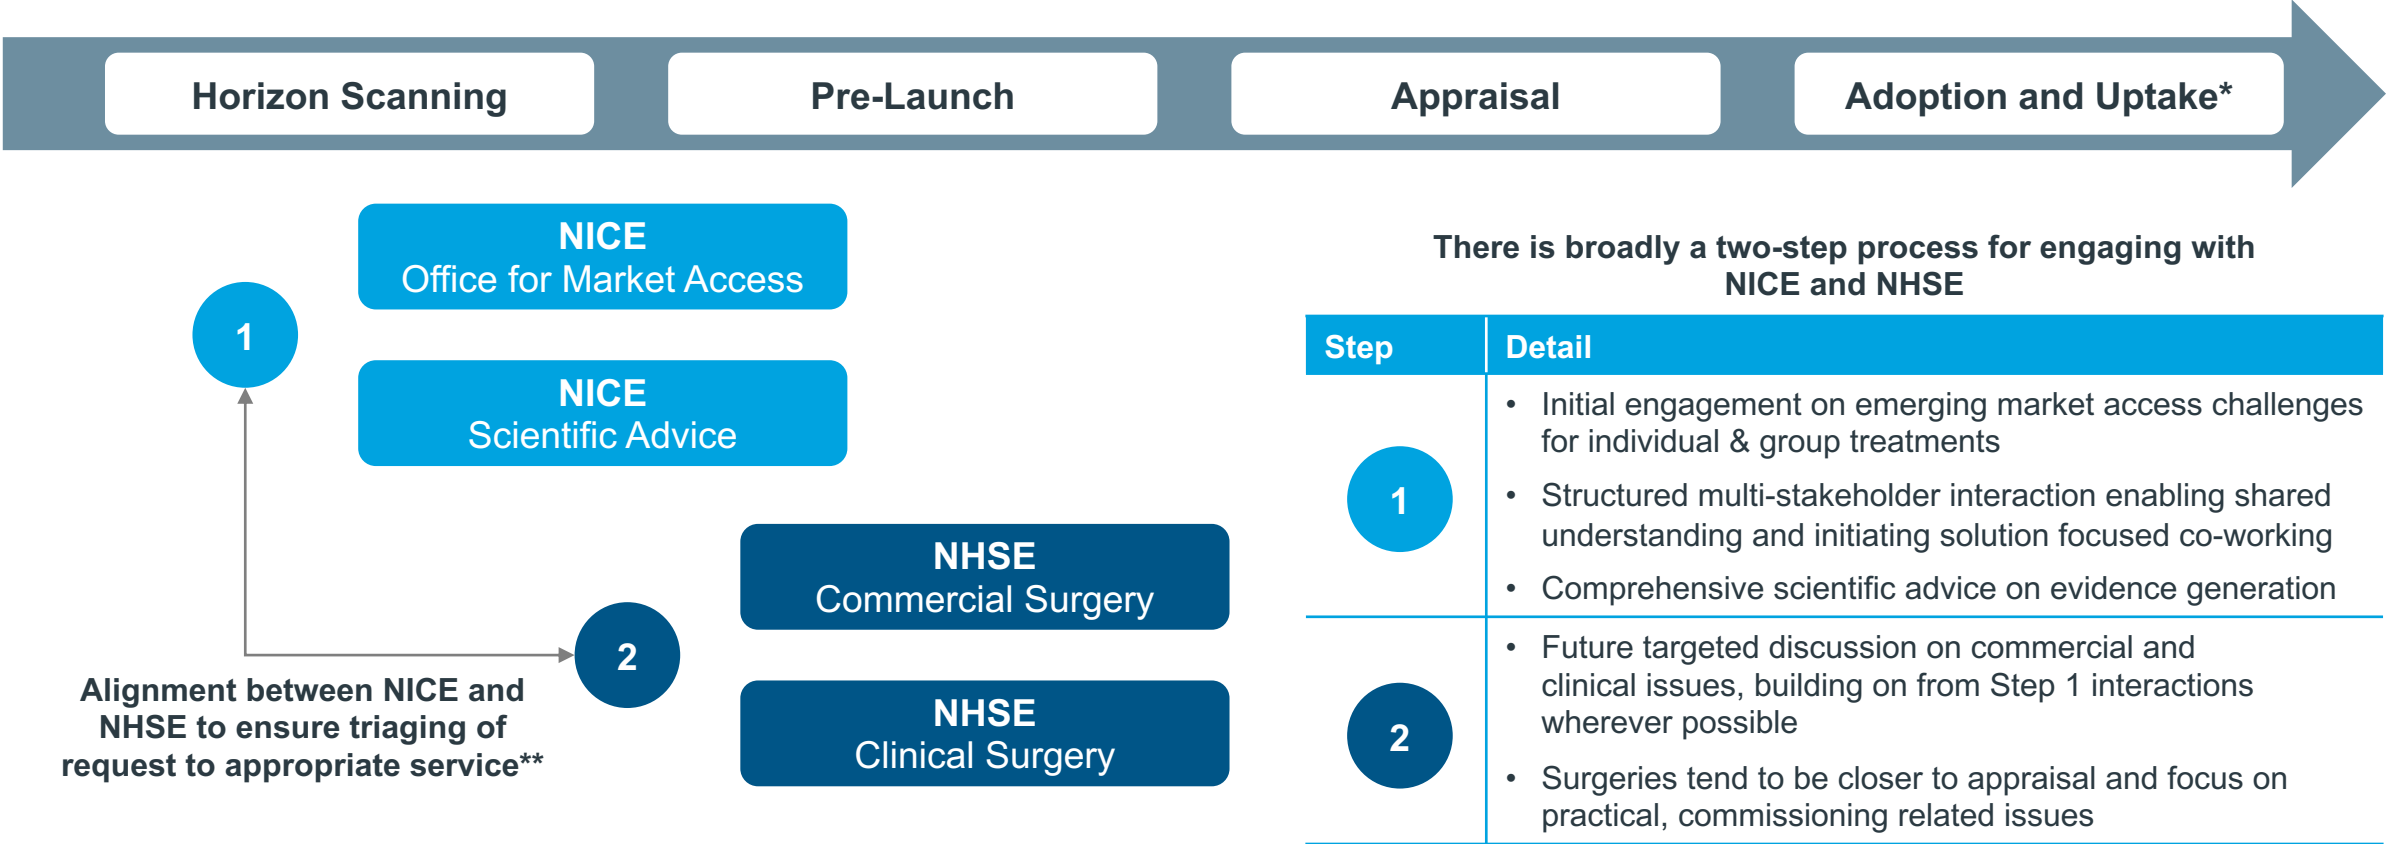 Horizon Scanning
Pre-Launch
Appraisal
Adoption and Uptake*
NICE
Office for Market Access
1
NICE
Scientific Advice
NHSE
Commercial Surgery
2
NHSE
Clinical Surgery
Alignment between NICE and
NHSE to ensure triaging of
request to appropriate service**
There is broadly a two-step process for engaging with
NICE and NHSE
Step
Detail
1
• Initial engagement on emerging market access challenges
for individual & group treatments
• Structured multi-stakeholder interaction enabling shared
understanding and initiating solution focused co-working
• Comprehensive scientific advice on evidence generation
2
• Future targeted discussion on commercial and
clinical issues, building on from Step 1 interactions
wherever possible
• Surgeries tend to be closer to appraisal and focus on
practical, commissioning related issues